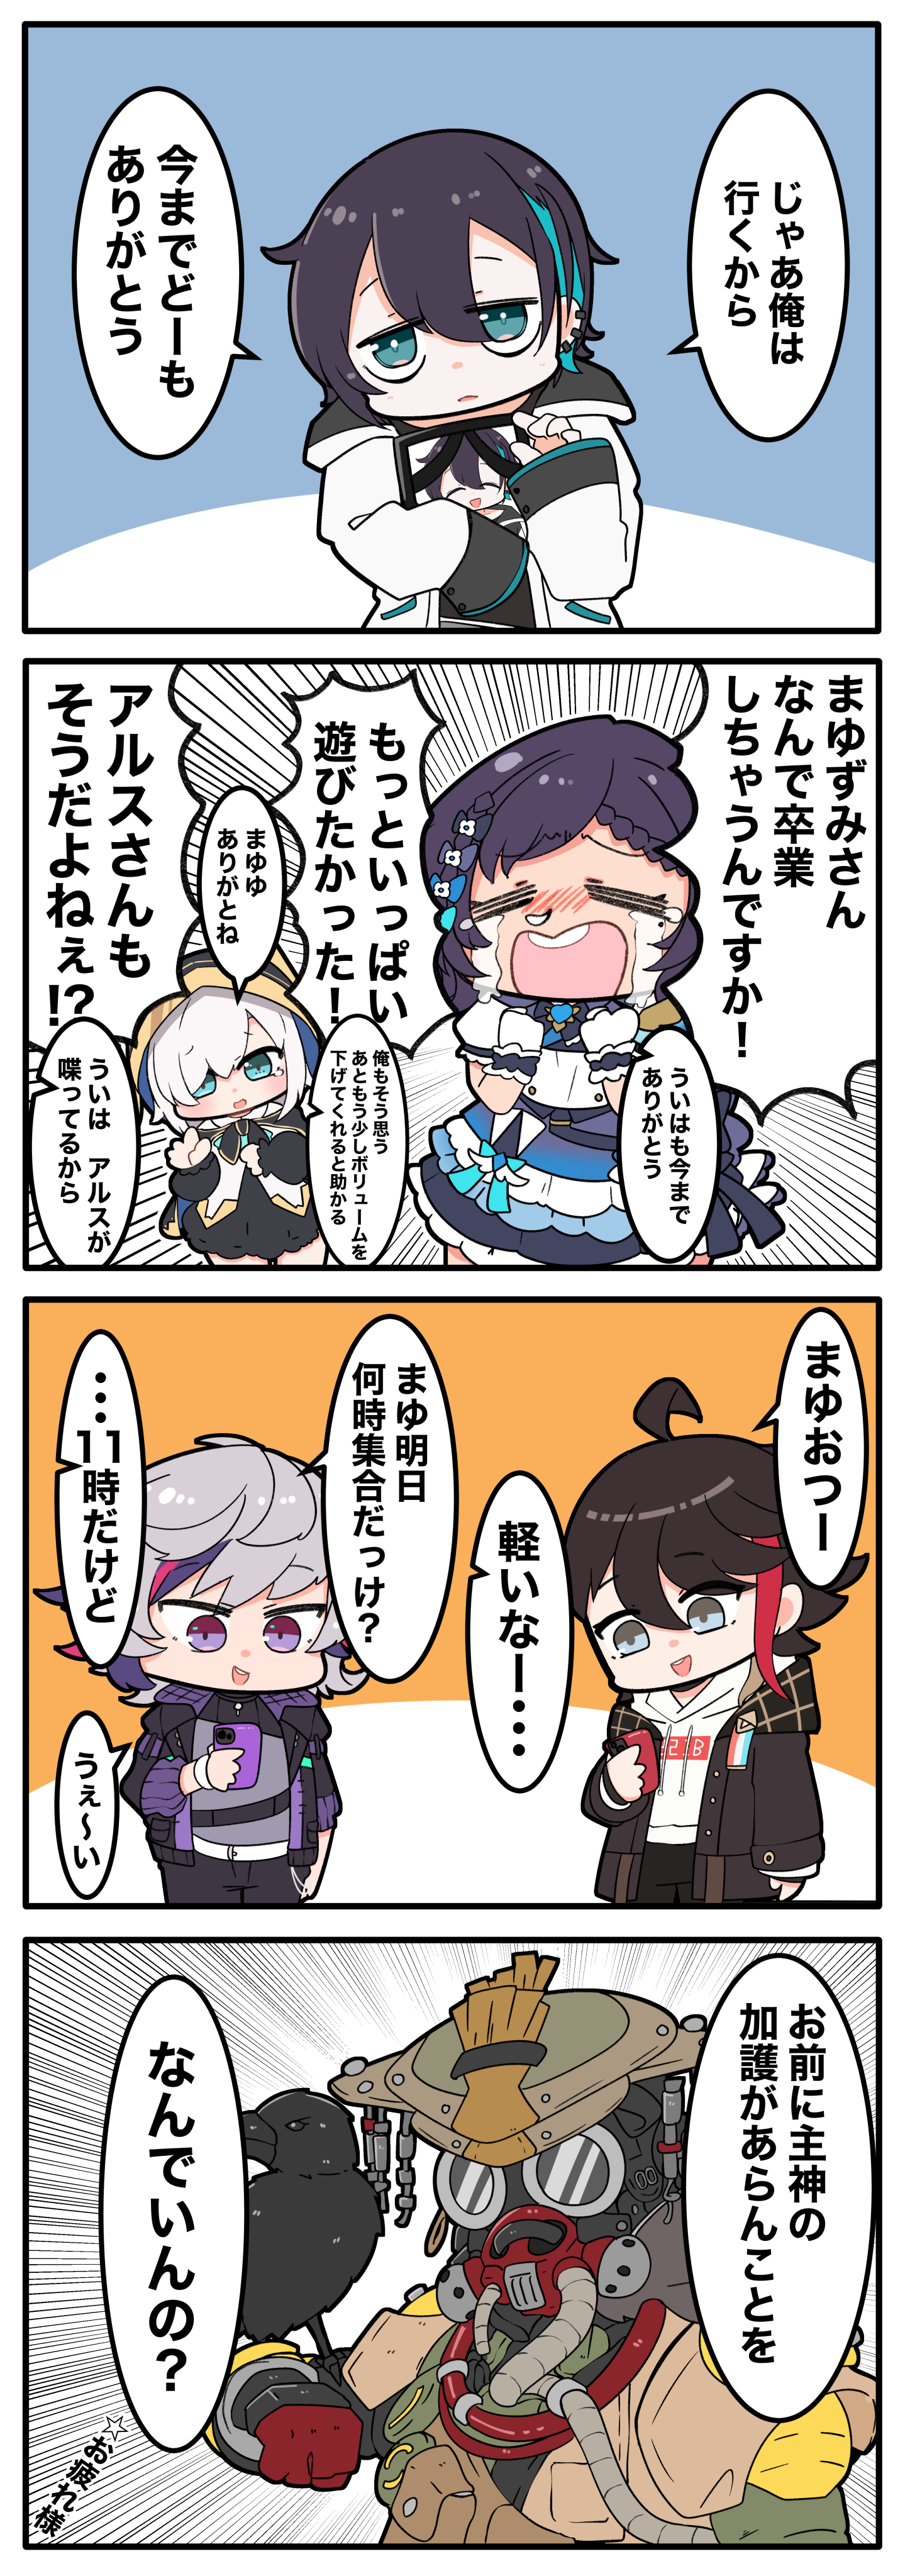 じゃあ俺は
行くから
今までどーも
ありがとう
まゆずみさん
なんで卒業
しちゃうんですか！
ういはも今まで
ありがとう
もっといっぱい
遊びたかった！
俺もそう思う
あともう少しボリュームを
下げてくれると助かる
まゆゆ
ありがとね
アルスさんも
そうだよねぇ!?
ういは アルスが
喋ってるから
まゆおつー
軽いなー…
まゆ明日
何時集合だっけ？
…11時だけど
うぇ～い
お前に主神の
加護があらんことを
なんでいんの？
☆お疲れ様